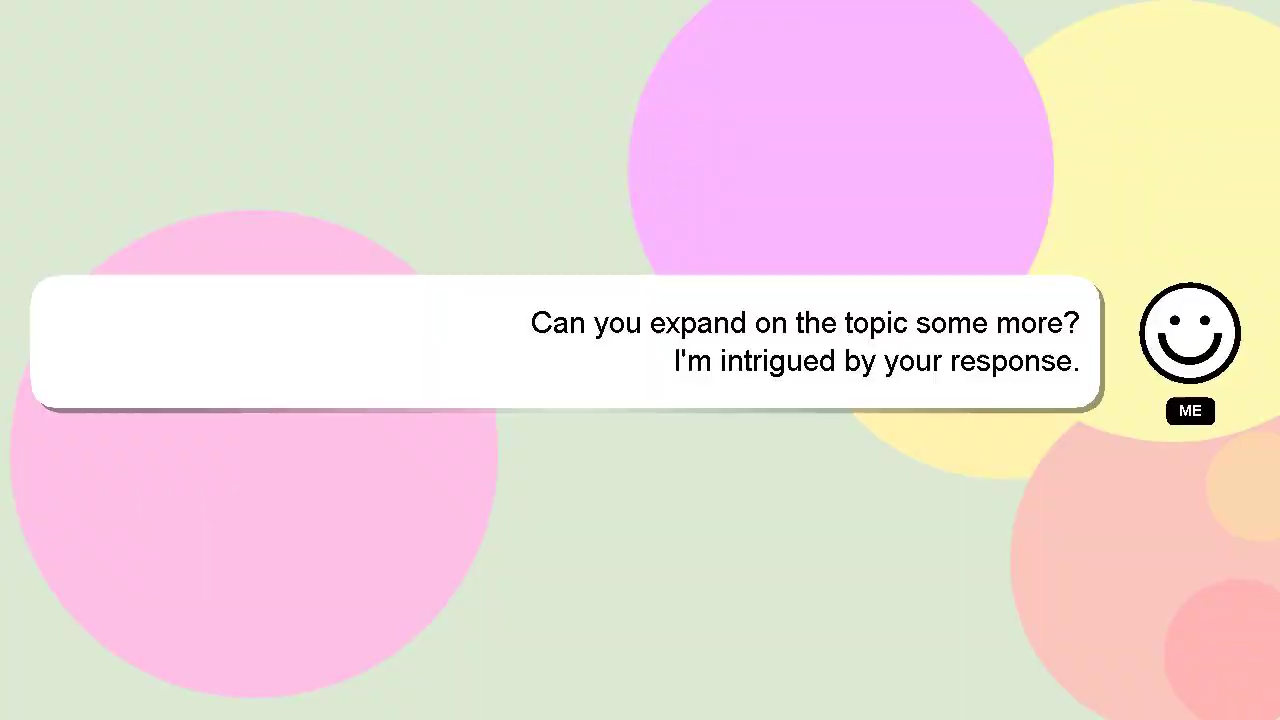 Can you expand on the topic some more?
I'm intrigued by your response.
ME